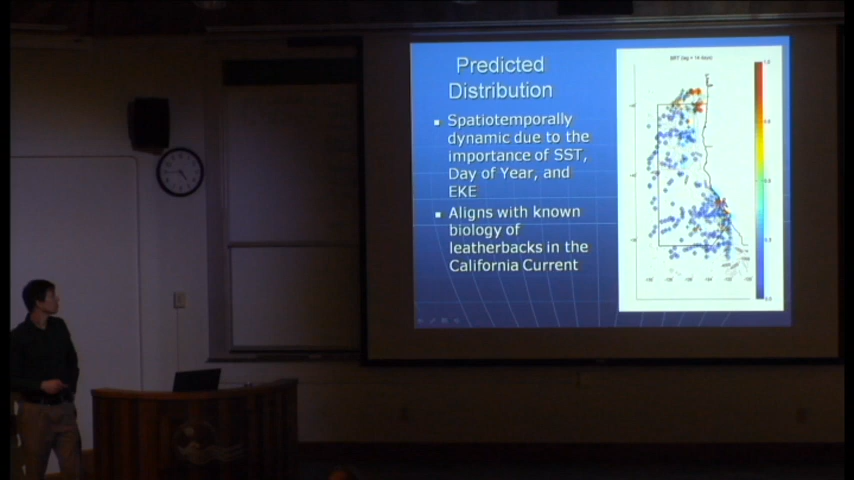 Predicted
Distribution
Spatiotemporally
dynamic due to the
importance of SST,
Day of Year, and
EKE
Aligns with known
biology of
leatherbacks in the
California Current